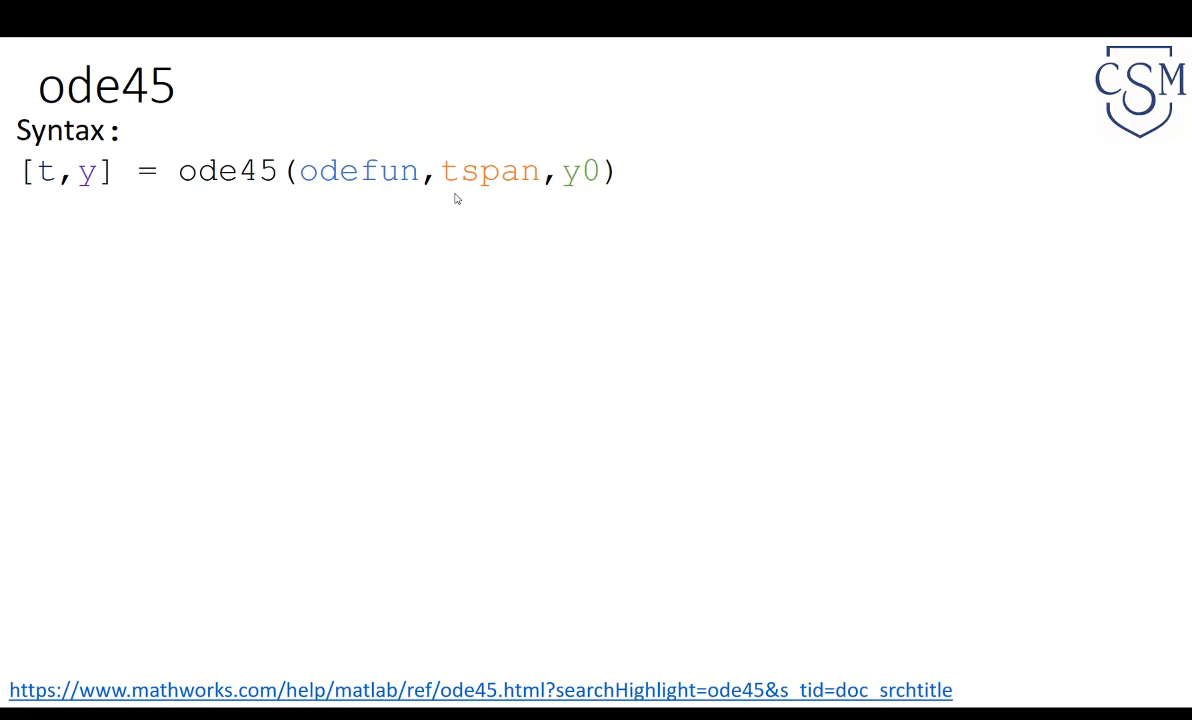 CSM
ode45
Syntax:
[t,y] = ode45(odefun,tspan,y0)
https://www.mathworks.com/help/matlab/ref/ode45.html?searchHighlight=ode45&s_tid=doc_srchtitle